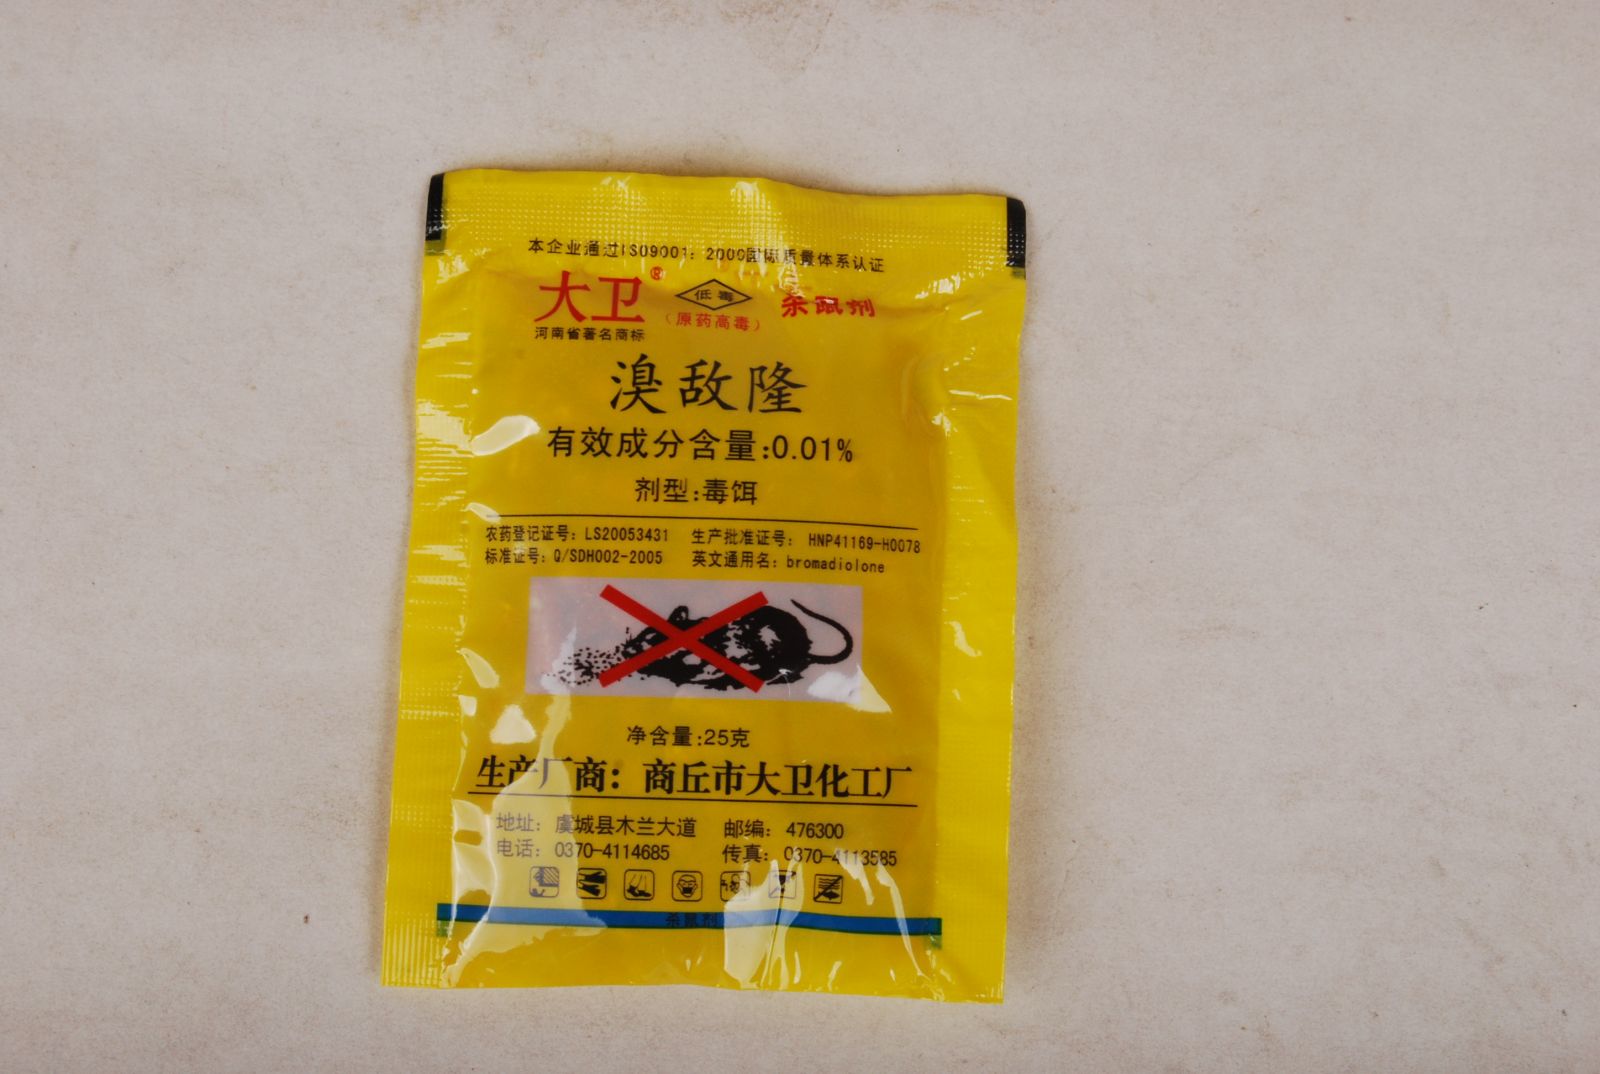 本企业通过ISO9001：2000国际质量体系认证
大卫®
低毒
杀鼠剂
（原药高毒）
河南省著名商标
溴敌隆
有效成分含量:0.01%
剂型:毒饵
农药登记证号：LS20053431 生产批准证号： HNP41169-H0078
标准证号：Q/SDH002-2005 英文通用名：bromadiolone
净含量:25克
生产厂商：商丘市大卫化工厂
地址：虞城县木兰大道 邮编：476300
电话：0370-4114685 传真：0370-4113585
杀鼠剂